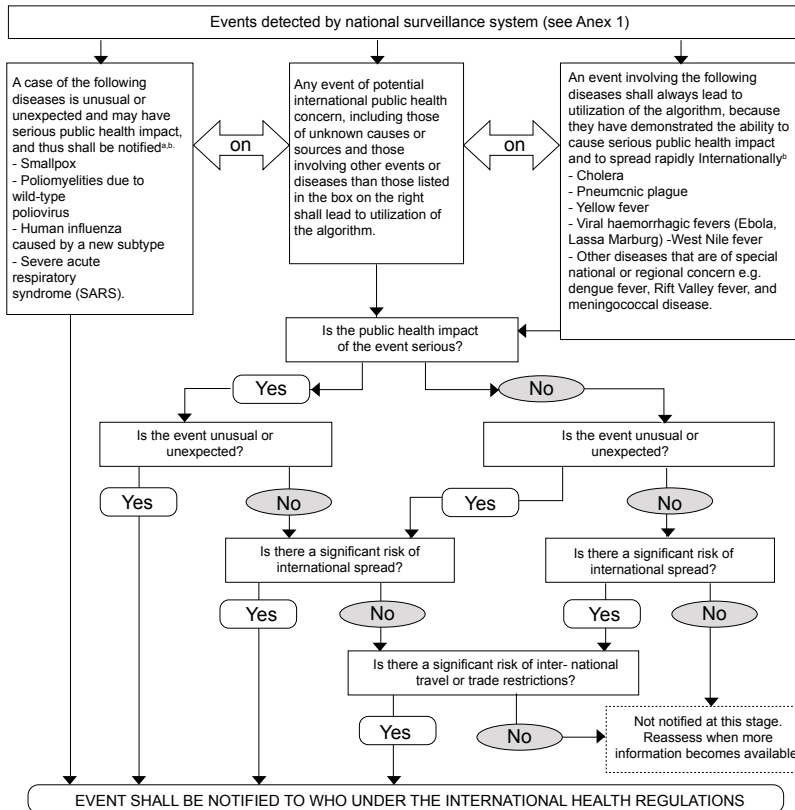 Events detected by national surveillance system (see Anex 1)
A case of the following
diseases is unusual or
unexpected and may have
serious public health impact,
and thus shall be notifiedᵃ,ᵇ.
- Smallpox
- Poliomyelities due to
wild-type
poliovirus
- Human influenza
caused by a new subtype
- Severe acute
respiratory
syndrome (SARS).
on
Any event of potential
international public health
concern, including those
of unknown causes or
sources and those
involving other events or
diseases than those listed
in the box on the right
shall lead to utilization of
the algorithm.
on
An event involving the following
diseases shall always lead to
utilization of the algorithm, because
they have demonstrated the ability to
cause serious public health impact
and to spread rapidly Internationallyᵇ
- Cholera
- Pneumcnic plague
- Yellow fever
- Viral haemorrhagic fevers (Ebola,
Lassa Marburg) -West Nile fever
- Other diseases that are of special
national or regional concern e.g.
dengue fever, Rift Valley fever, and
meningococcal disease.
Is the public health impact
of the event serious?
Yes
No
Is the event unusual or
unexpected?
Is the event unusual or
unexpected?
Yes
No
Yes
No
Is there a significant risk of
international spread?
Is there a significant risk of
international spread?
Yes
No
Yes
No
Is there a significant risk of inter- national
travel or trade restrictions?
Yes
No
Not notified at this stage.
Reassess when more
information becomes available
EVENT SHALL BE NOTIFIED TO WHO UNDER THE INTERNATIONAL HEALTH REGULATIONS